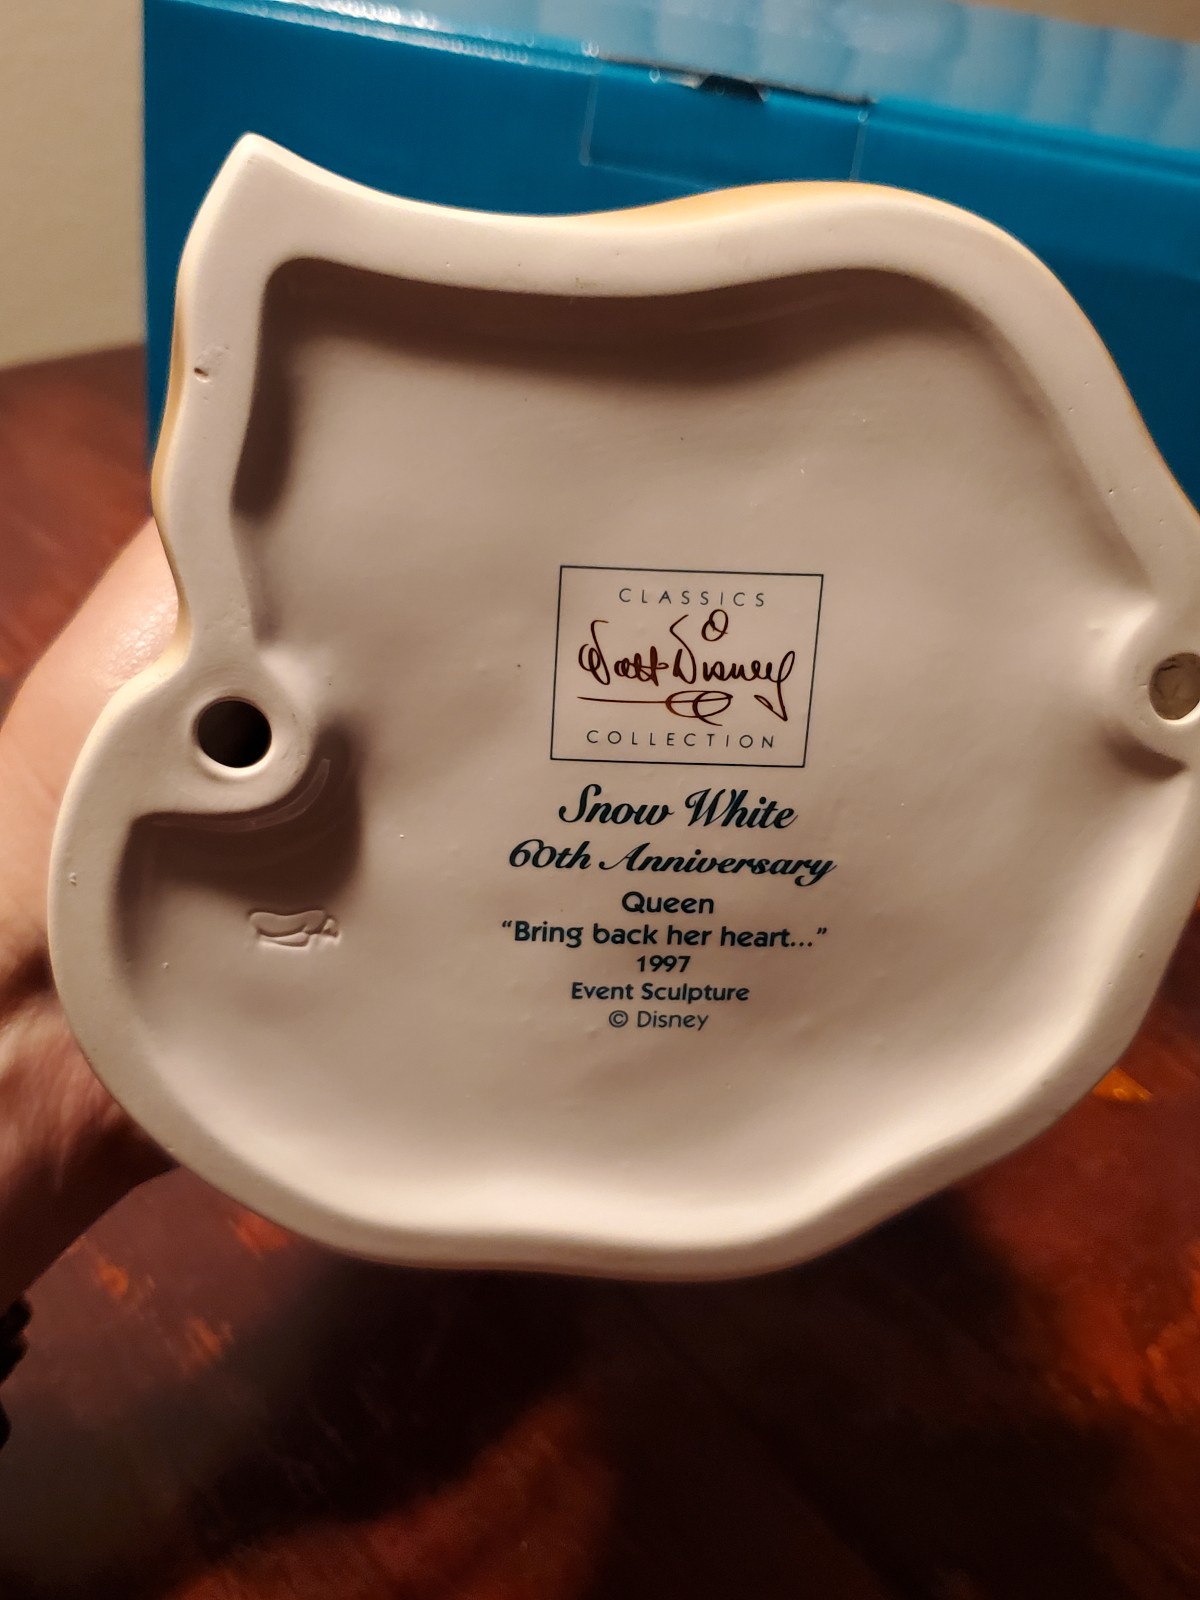 CLASSICS
Walt Disney
COLLECTION
Snow White
60th Anniversary
Queen
“Bring back her heart...”
1997
Event Sculpture
© Disney